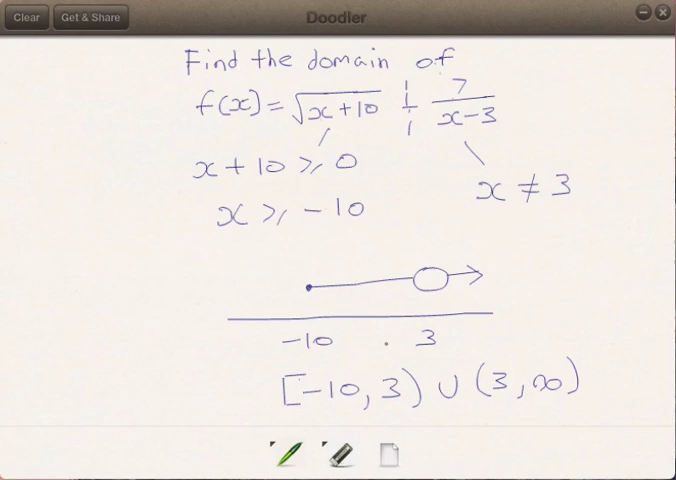 Clear Get & Share Doodler
Find the domain of
f(x) = √x+10 + 7/x-3
x + 10 ⩾ 0
x ≠ 3
x ⩾ -10
-10 . 3
[-10, 3) ∪ (3, ∞)